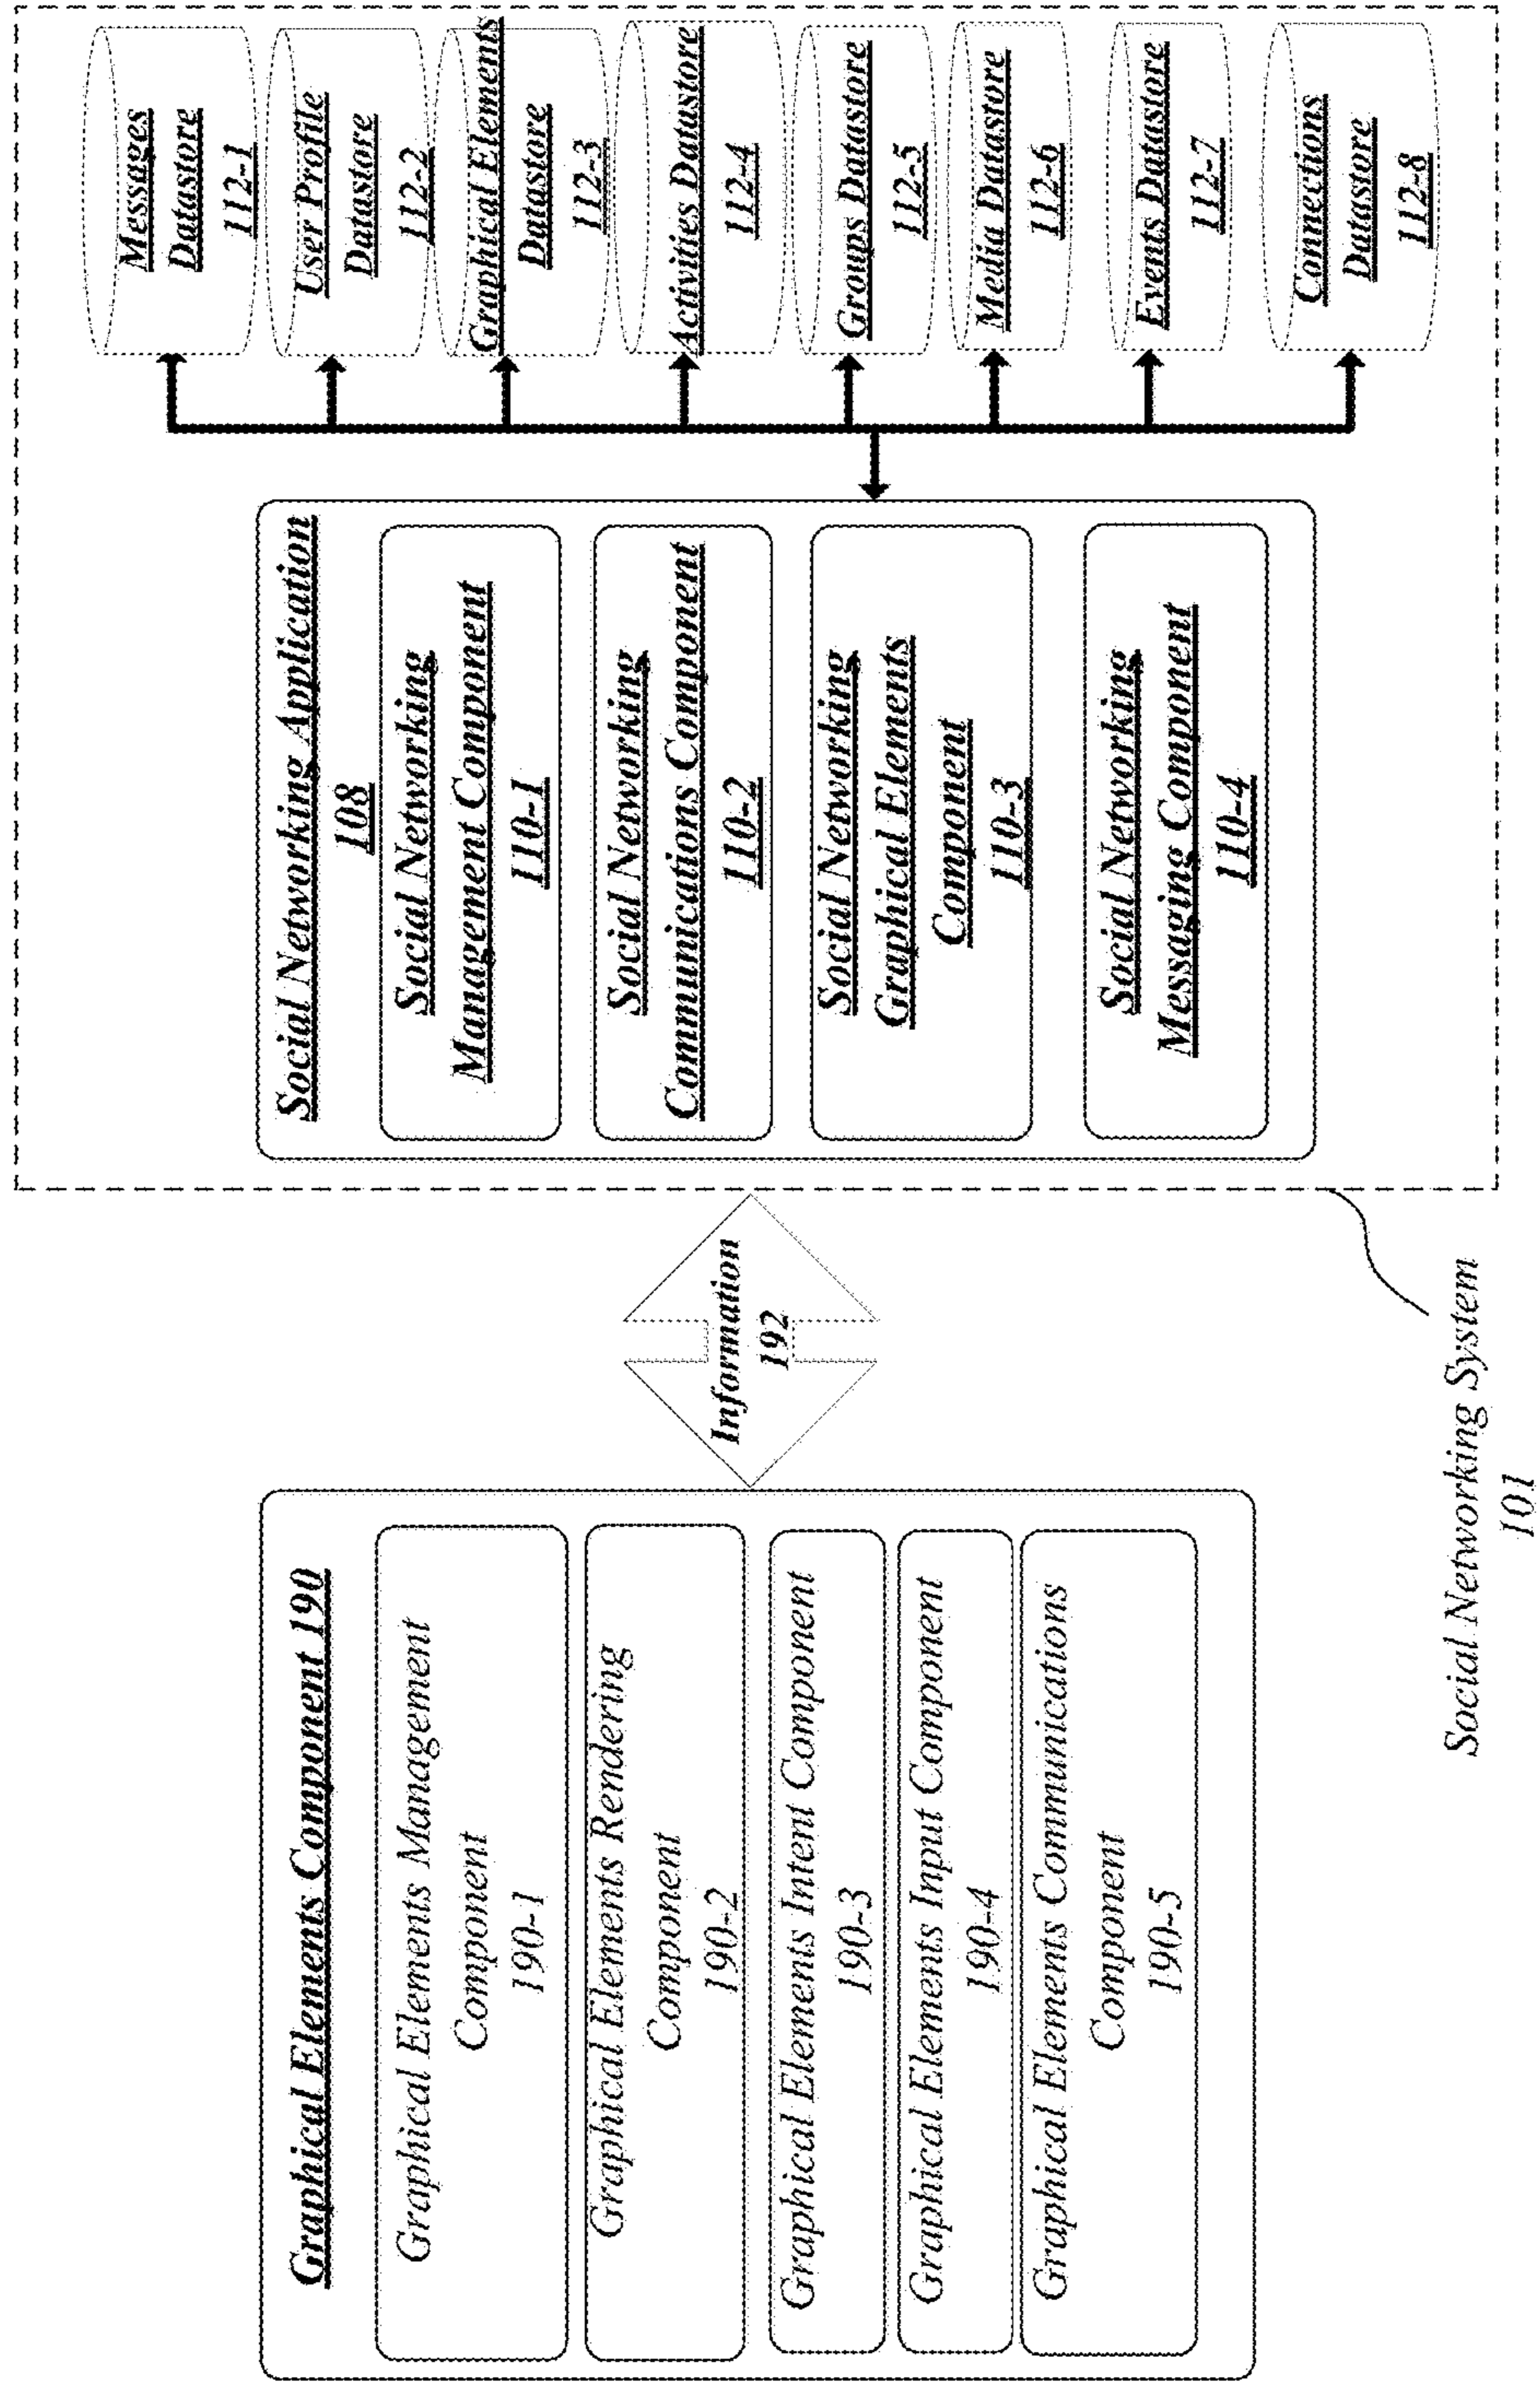 Graphical Elements Component 190
Graphical Elements Management
Component
190-1
Graphical Elements Rendering
Component
190-2
Graphical Elements Intent Component
190-3
Graphical Elements Input Component
190-4
Graphical Elements Communications
Component
190-5
Information
192
Social Networking System
101
Social Networking Application
108
Social Networking
Management Component
110-1
Social Networking
Communications Component
110-2
Social Networking
Graphical Elements
Component
110-3
Social Networking
Messaging Component
110-4
Messages
Datastore
112-1
User Profile
Datastore
112-2
Graphical Elements
Datastore
112-3
Activities Datastore
112-4
Groups Datastore
112-5
Media Datastore
112-6
Events Datastore
112-7
Connections
Datastore
112-8